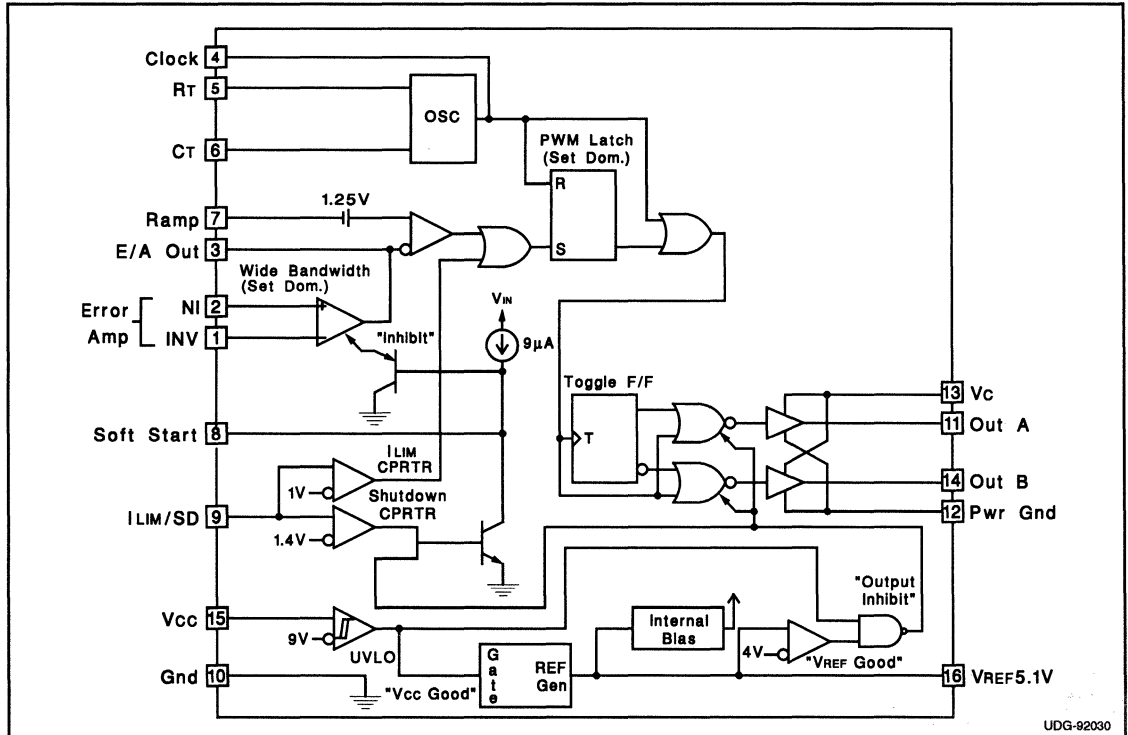 Clock 4
RT 5
CT 6
OSC
PWM Latch
(Set Dom.)
R
S
1.25V
Ramp 7
E/A Out 3
Wide Bandwidth
(Set Dom.)
Error
Amp
NI 2
INV 1
+
–
"Inhibit"
VIN
9µA
Toggle F/F
T
13 Vc
11 Out A
14 Out B
12 Pwr Gnd
Soft Start 8
ILIM
CPRTR
1V
Shutdown
CPRTR
ILIM/SD 9
1.4V
"Output
Inhibit"
Vcc 15
9V
UVLO
Internal
Bias
4V
"VREF Good"
Gate
REF
Gen
Gnd 10
"Vcc Good"
16 VREF5.1V
UDG-92030